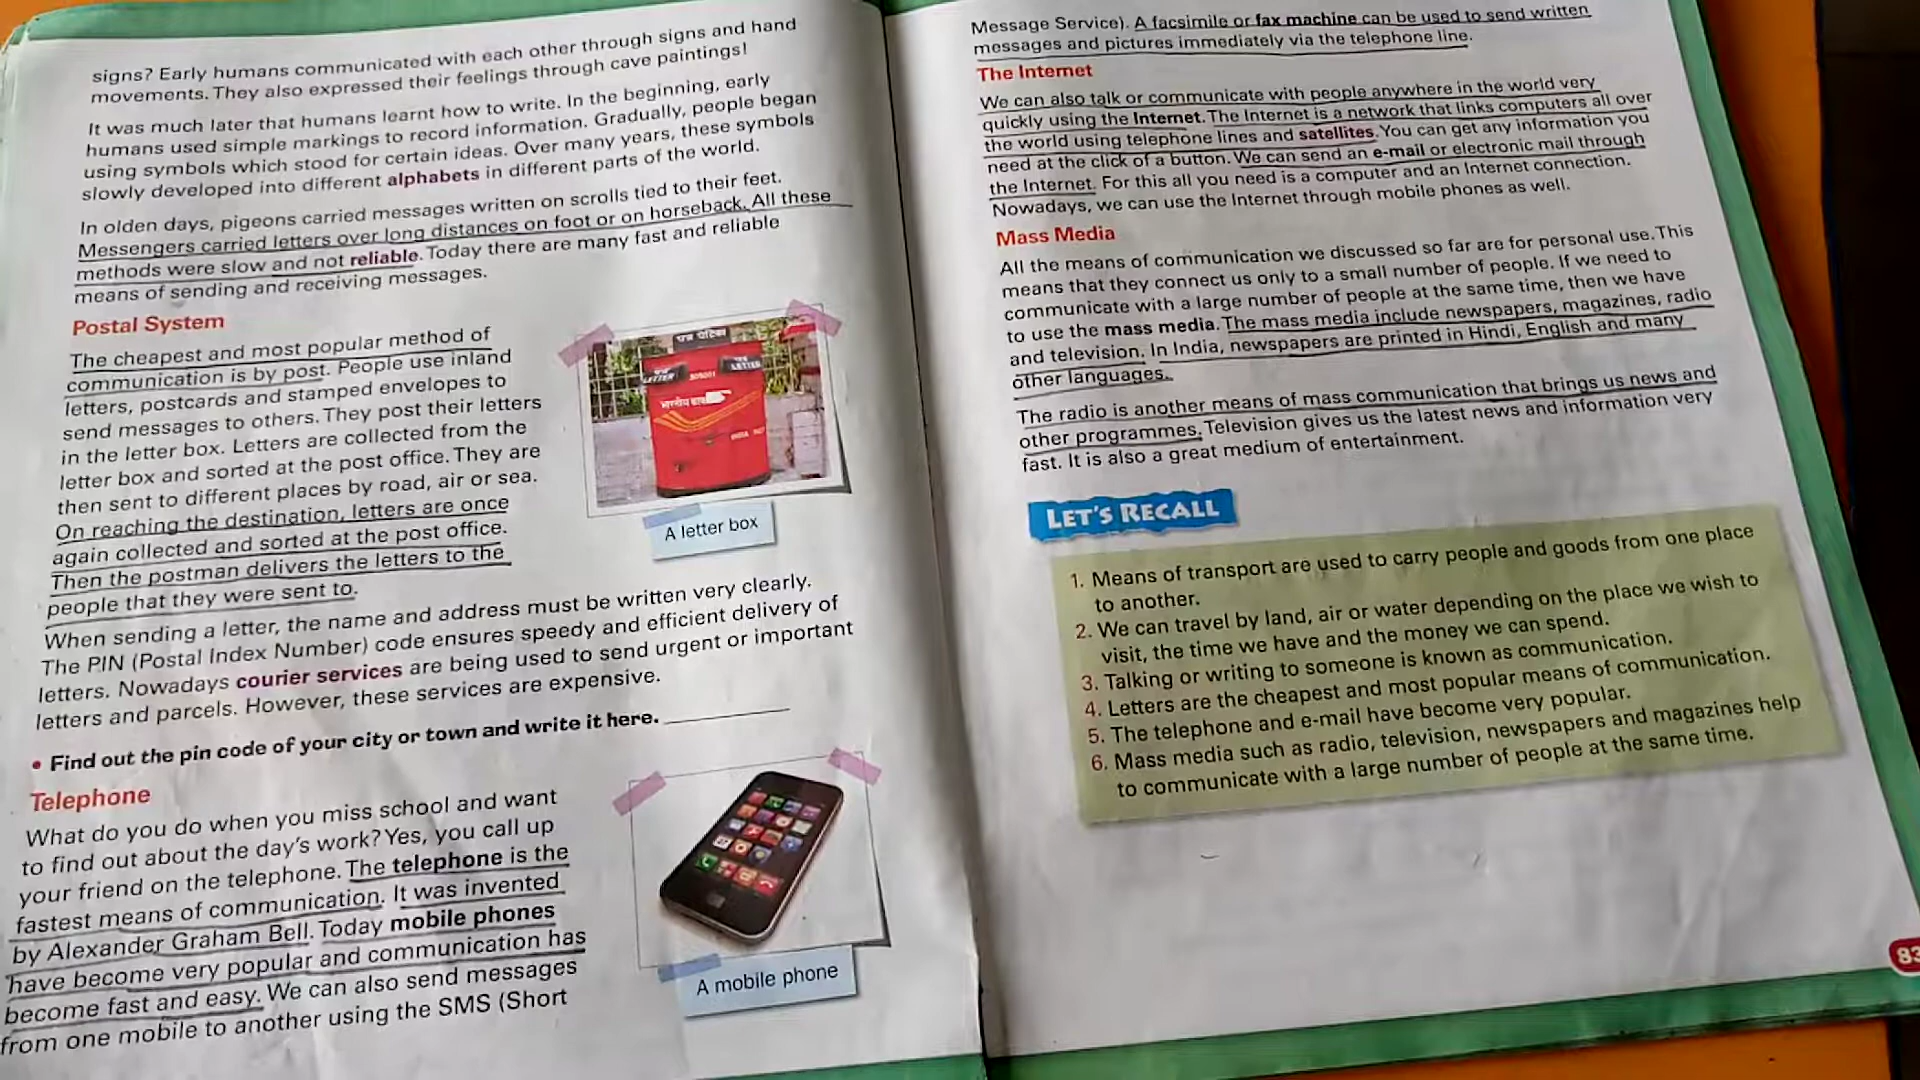 signs? Early humans communicated with each other through signs and hand
movements. They also expressed their feelings through cave paintings!
It was much later that humans learnt how to write. In the beginning, early
humans used simple markings to record information. Gradually, people began
using symbols which stood for certain ideas. Over many years, these symbols
slowly developed into different alphabets in different parts of the world.
In olden days, pigeons carried messages written on scrolls tied to their feet.
Messengers carried letters over long distances on foot or on horseback. All these
methods were slow and not reliable. Today there are many fast and reliable
means of sending and receiving messages.
Postal System
The cheapest and most popular method of
communication is by post. People use inland
letters, postcards and stamped envelopes to
send messages to others. They post their letters
in the letter box. Letters are collected from the
letter box and sorted at the post office. They are
then sent to different places by road, air or sea.
On reaching the destination, letters are once
again collected and sorted at the post office.
Then the postman delivers the letters to the
people that they were sent to.
पत्र पेटिका
LETTER
LETTER
305001
भारतीय डाक
A letter box
When sending a letter, the name and address must be written very clearly.
The PIN (Postal Index Number) code ensures speedy and efficient delivery of
letters. Nowadays courier services are being used to send urgent or important
letters and parcels. However, these services are expensive.
• Find out the pin code of your city or town and write it here.
Telephone
What do you do when you miss school and want
to find out about the day's work? Yes, you call up
your friend on the telephone. The telephone is the
fastest means of communication. It was invented
by Alexander Graham Bell. Today mobile phones
have become very popular and communication has
become fast and easy. We can also send messages
from one mobile to another using the SMS (Short
A mobile phone
Message Service). A facsimile or fax machine can be used to send written
messages and pictures immediately via the telephone line.
The Internet
We can also talk or communicate with people anywhere in the world very
quickly using the Internet. The Internet is a network that links computers all over
the world using telephone lines and satellites. You can get any information you
need at the click of a button. We can send an e-mail or electronic mail through
the Internet. For this all you need is a computer and an Internet connection.
Nowadays, we can use the Internet through mobile phones as well.
Mass Media
All the means of communication we discussed so far are for personal use. This
means that they connect us only to a small number of people. If we need to
communicate with a large number of people at the same time, then we have
to use the mass media. The mass media include newspapers, magazines, radio
and television. In India, newspapers are printed in Hindi, English and many
other languages.
The radio is another means of mass communication that brings us news and
other programmes. Television gives us the latest news and information very
fast. It is also a great medium of entertainment.
LET'S RECALL
1. Means of transport are used to carry people and goods from one place
to another.
2. We can travel by land, air or water depending on the place we wish to
visit, the time we have and the money we can spend.
3. Talking or writing to someone is known as communication.
4. Letters are the cheapest and most popular means of communication.
5. The telephone and e-mail have become very popular.
6. Mass media such as radio, television, newspapers and magazines help
to communicate with a large number of people at the same time.
83